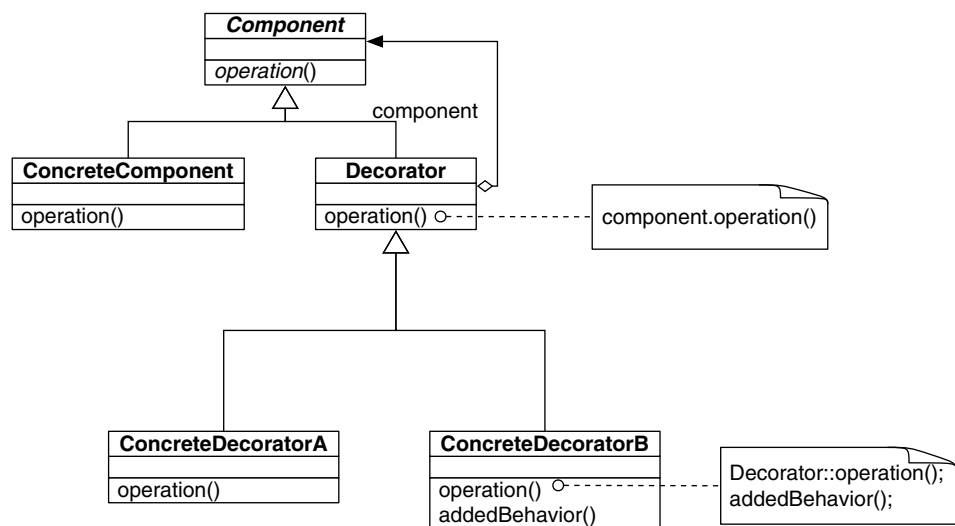 Component
operation()
component
ConcreteComponent
operation()
Decorator
operation()
component.operation()
ConcreteDecoratorA
operation()
ConcreteDecoratorB
operation()
addedBehavior()
Decorator::operation();
addedBehavior();